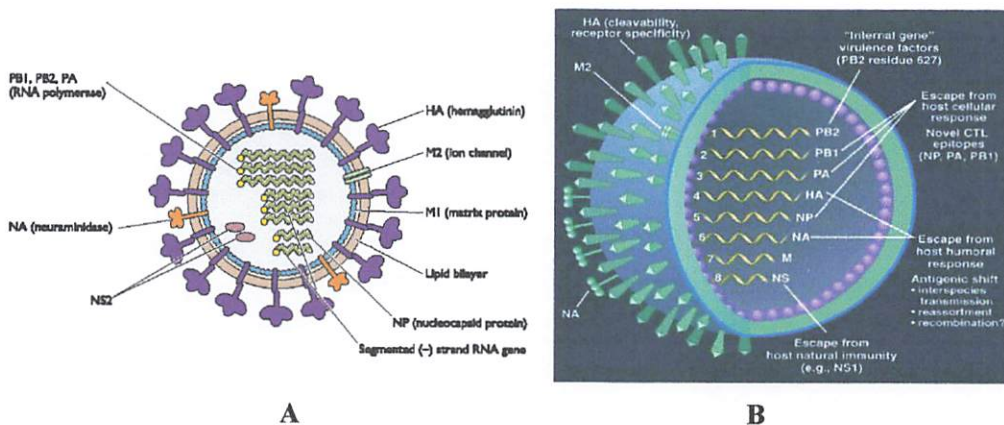 PB1, PB2, PA
(RNA polymerase)
HA (hemagglutinin)
M2 (ion channel)
M1 (matrix protein)
NA (neuraminidase)
Lipid bilayer
NS2
NP (nucleocapsid protein)
Segmented (–) strand RNA gene
A
HA (cleavability,
receptor specificity)
M2
"Internal gene"
virulence factors
(PB2 residue 627)
Escape from
host cellular
response
Novel CTL
epitopes
(NP, PA, PB1)
1 PB2
2 PB1
3 PA
4 HA
5 NP
6 NA
7 M
8 NS
Escape from
host humoral
response
Antigenic shift
• interspecies
transmission
• reassortment
• recombination?
NA
Escape from
host natural immunity
(e.g., NS1)
B